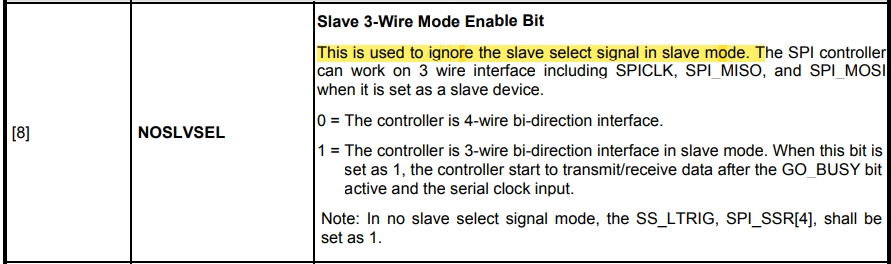 Slave 3-Wire Mode Enable Bit
This is used to ignore the slave select signal in slave mode. The SPI controller
can work on 3 wire interface including SPICLK, SPI_MISO, and SPI_MOSI
when it is set as a slave device.
0 = The controller is 4-wire bi-direction interface.
[8]
NOSLVSEL
1 = The controller is 3-wire bi-direction interface in slave mode. When this bit is
set as 1, the controller start to transmit/receive data after the GO_BUSY bit
active and the serial clock input.
Note: In no slave select signal mode, the SS_LTRIG, SPI_SSR[4], shall be
set as 1.